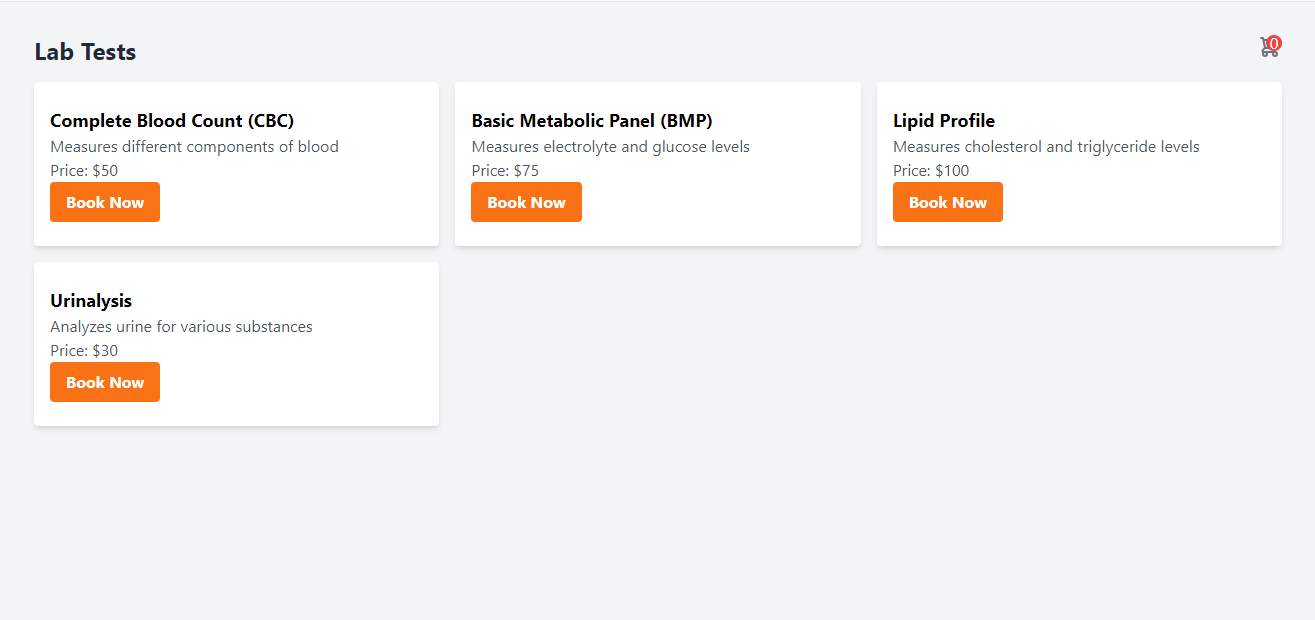 Lab Tests
0
Complete Blood Count (CBC)
Measures different components of blood
Price: $50
Book Now
Basic Metabolic Panel (BMP)
Measures electrolyte and glucose levels
Price: $75
Book Now
Lipid Profile
Measures cholesterol and triglyceride levels
Price: $100
Book Now
Urinalysis
Analyzes urine for various substances
Price: $30
Book Now